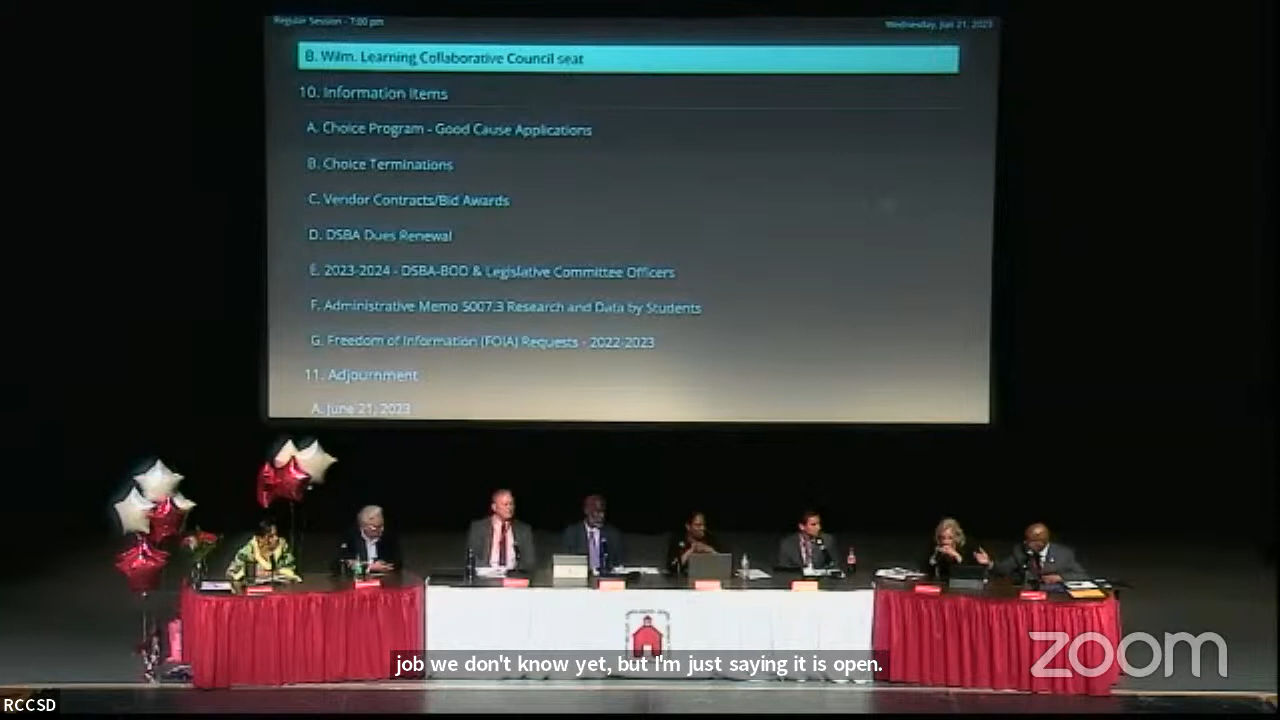 Regular Session - 7:00 pm
Wednesday, Jun 21, 2023
B. Wilm. Learning Collaborative Council seat
10. Information Items
A. Choice Program - Good Cause Applications
B. Choice Terminations
C. Vendor Contracts/Bid Awards
D. DSBA Dues Renewal
E. 2023-2024 - DSBA-BOD & Legislative Committee Officers
F. Administrative Memo 5007.3 Research and Data by Students
G. Freedom of Information (FOIA) Requests - 2022-2023
11. Adjournment
A. June 21, 2023
job we don't know yet, but I'm just saying it is open.
zoom
RCCSD